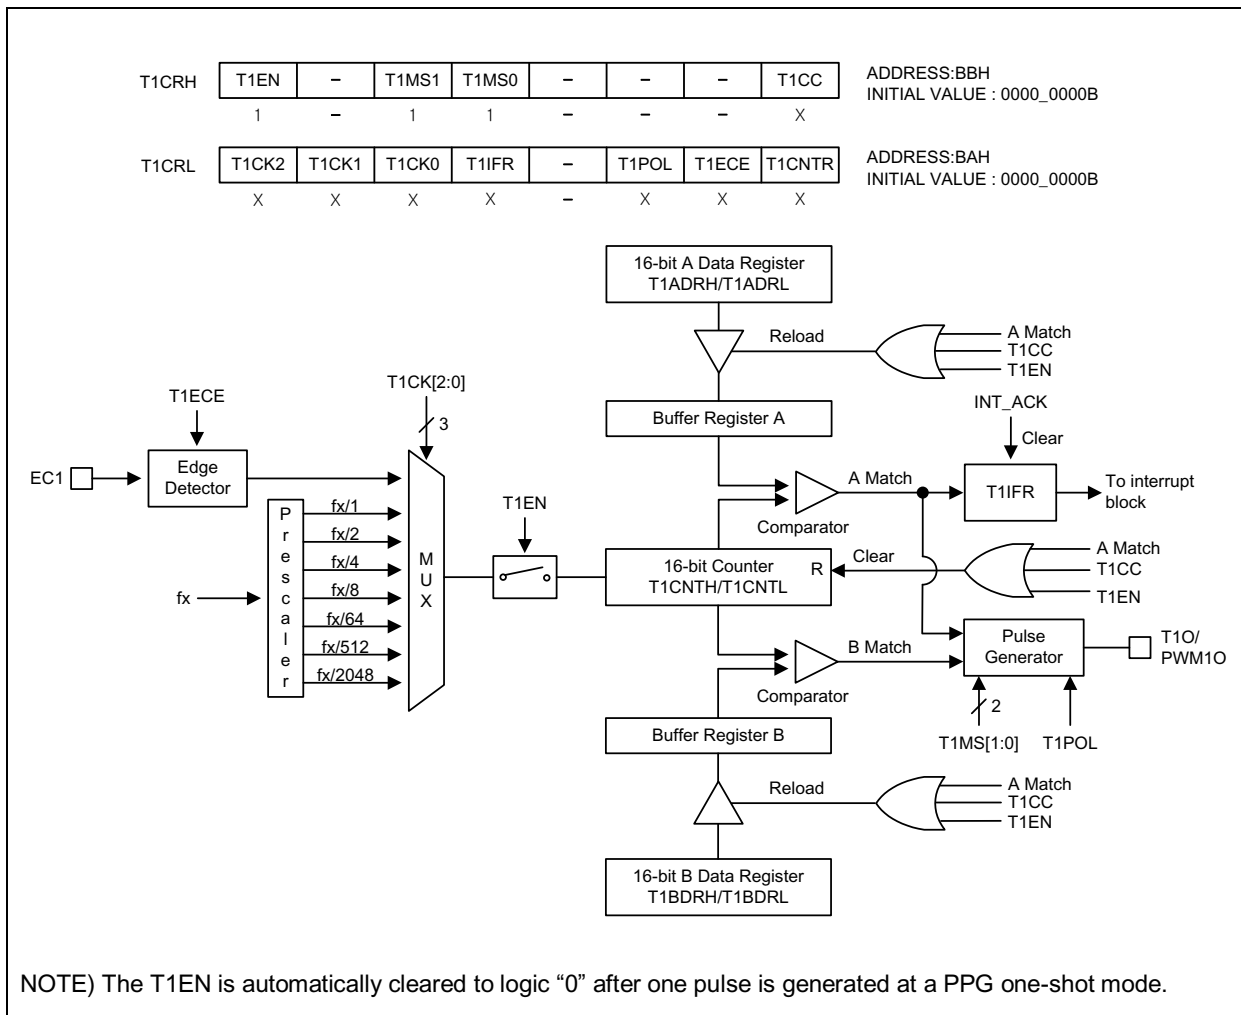 T1CRH T1EN – T1MS1 T1MS0 – – – T1CC ADDRESS:BBH
INITIAL VALUE : 0000_0000B
1 – 1 1 – – – X
T1CRL T1CK2 T1CK1 T1CK0 T1IFR – T1POL T1ECE T1CNTR ADDRESS:BAH
INITIAL VALUE : 0000_0000B
X X X X – X X X
16-bit A Data Register
T1ADRH/T1ADRL
Reload
A Match
T1CC
T1EN
T1CK[2:0]
3
T1ECE
Buffer Register A
INT_ACK
Clear
EC1
Edge
Detector
A Match
T1IFR
To interrupt
block
Comparator
T1EN
Prescaler
fx/1
fx/2
fx/4
fx/8
fx/64
fx/512
fx/2048
fx
MUX
16-bit Counter
T1CNTH/T1CNTL
R
Clear
A Match
T1CC
T1EN
B Match
Pulse
Generator
T1O/
PWM1O
Comparator
2
T1MS[1:0]
T1POL
Buffer Register B
Reload
A Match
T1CC
T1EN
16-bit B Data Register
T1BDRH/T1BDRL
NOTE) The T1EN is automatically cleared to logic “0” after one pulse is generated at a PPG one-shot mode.